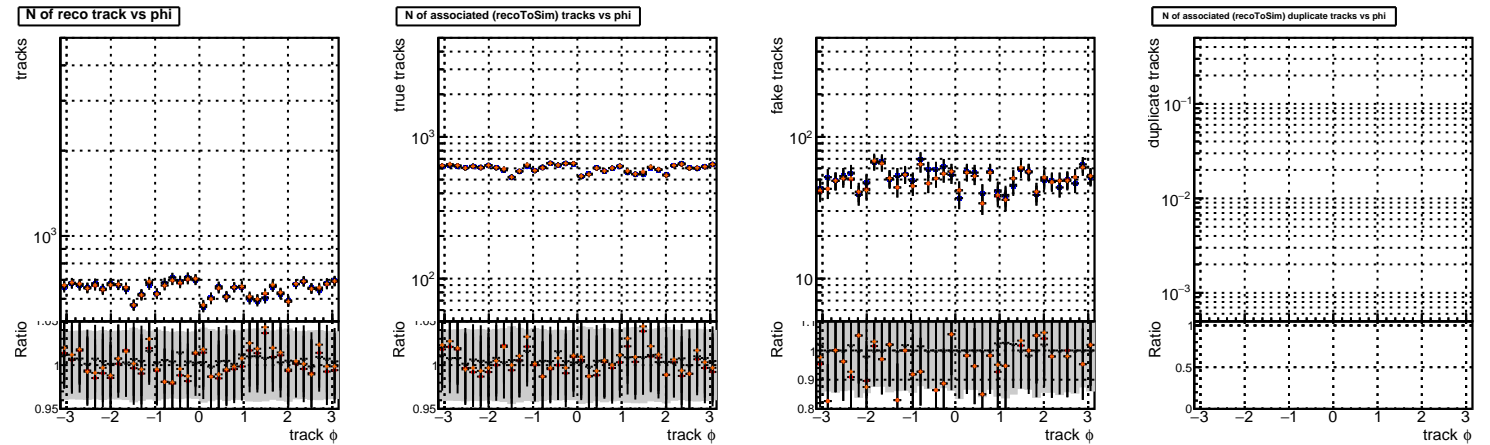 N of reco track vs phi
tracks
10³
Ratio
1.05
1
0.95
−3 −2 −1 0 1 2 3
track ϕ
N of associated (recoToSim) tracks vs phi
true tracks
10³
10²
Ratio
1.05
1
0.95
−3 −2 −1 0 1 2 3
track ϕ
fake tracks
10²
10
Ratio
1.1
1
0.9
0.8
−3 −2 −1 0 1 2 3
track ϕ
N of associated (recoToSim) duplicate tracks vs phi
duplicate tracks
10⁻¹
10⁻²
10⁻³
Ratio
1
0.5
0
−3 −2 −1 0 1 2 3
track ϕ